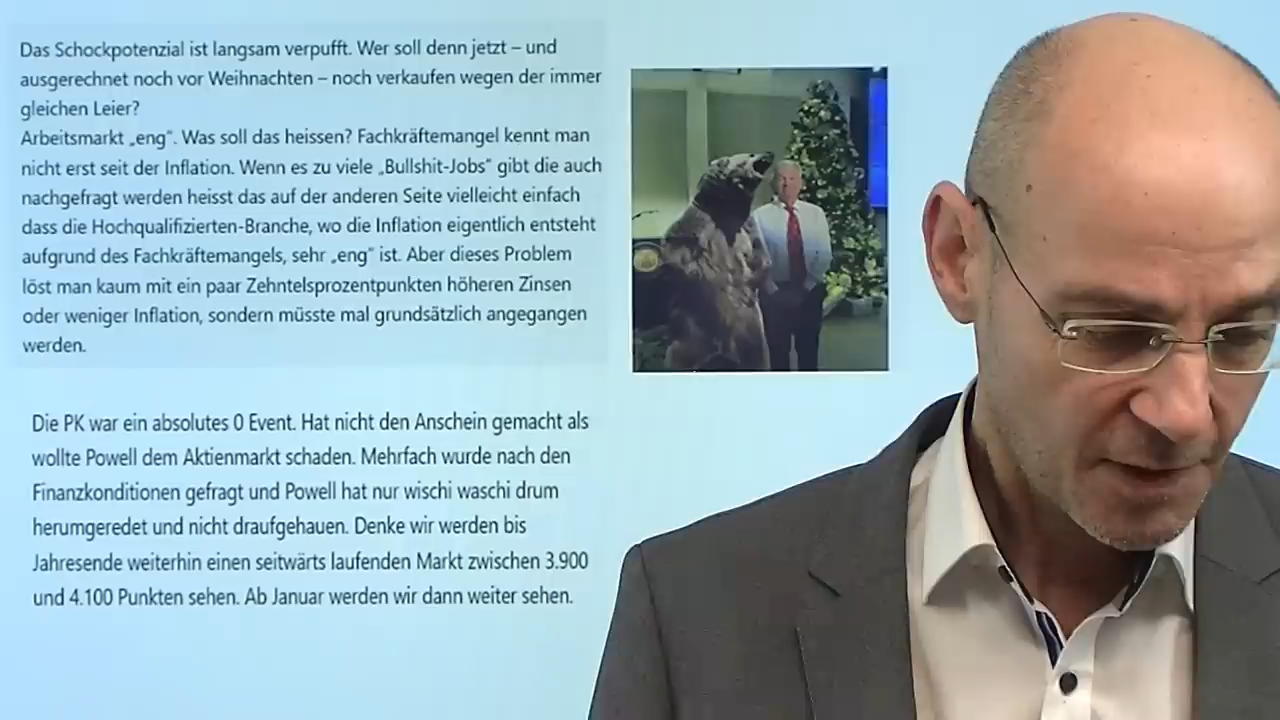 Das Schockpotenzial ist langsam verpufft. Wer soll denn jetzt – und
ausgerechnet noch vor Weihnachten – noch verkaufen wegen der immer
gleichen Leier?
Arbeitsmarkt „eng“. Was soll das heissen? Fachkräftemangel kennt man
nicht erst seit der Inflation. Wenn es zu viele „Bullshit-Jobs“ gibt die auch
nachgefragt werden heisst das auf der anderen Seite vielleicht einfach
dass die Hochqualifizierten-Branche, wo die Inflation eigentlich entsteht
aufgrund des Fachkräftemangels, sehr „eng“ ist. Aber dieses Problem
löst man kaum mit ein paar Zehntelsprozentpunkten höheren Zinsen
oder weniger Inflation, sondern müsste mal grundsätzlich angegangen
werden.
Die PK war ein absolutes 0 Event. Hat nicht den Anschein gemacht als
wollte Powell dem Aktienmarkt schaden. Mehrfach wurde nach den
Finanzkonditionen gefragt und Powell hat nur wischi waschi drum
herumgeredet und nicht draufgehauen. Denke wir werden bis
Jahresende weiterhin einen seitwärts laufenden Markt zwischen 3.900
und 4.100 Punkten sehen. Ab Januar werden wir dann weiter sehen.